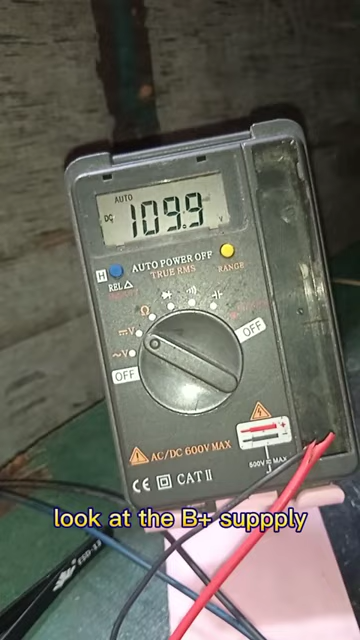 AUTO
DC
109.9
V
H
AUTO POWER OFF
TRUE RMS
REL△
RANGE
Ω
⎓V
~V
OFF
OFF
AC/DC 600V MAX
CE CAT II
500V MAX
look at the B+ suppply